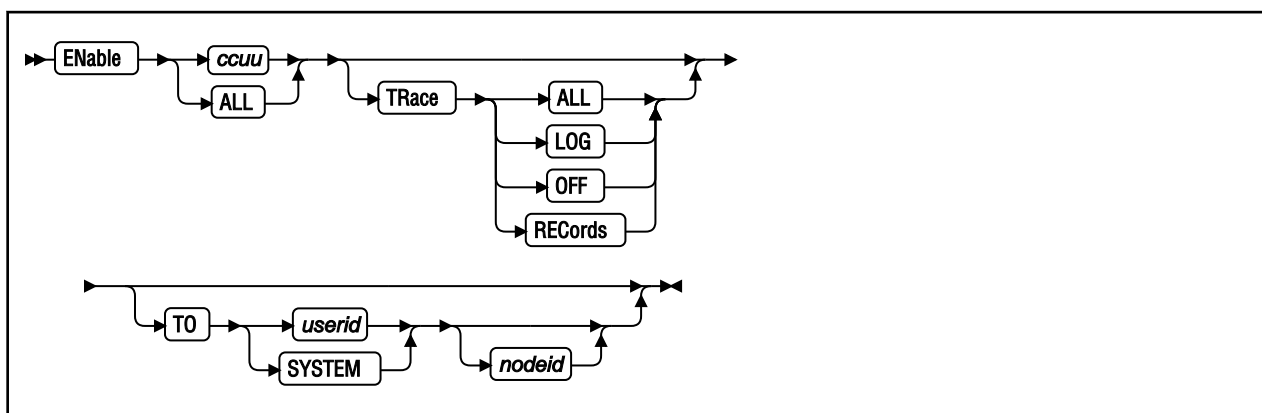 ENable
ccuu
ALL
TRace
ALL
LOG
OFF
RECords
TO
userid
SYSTEM
nodeid